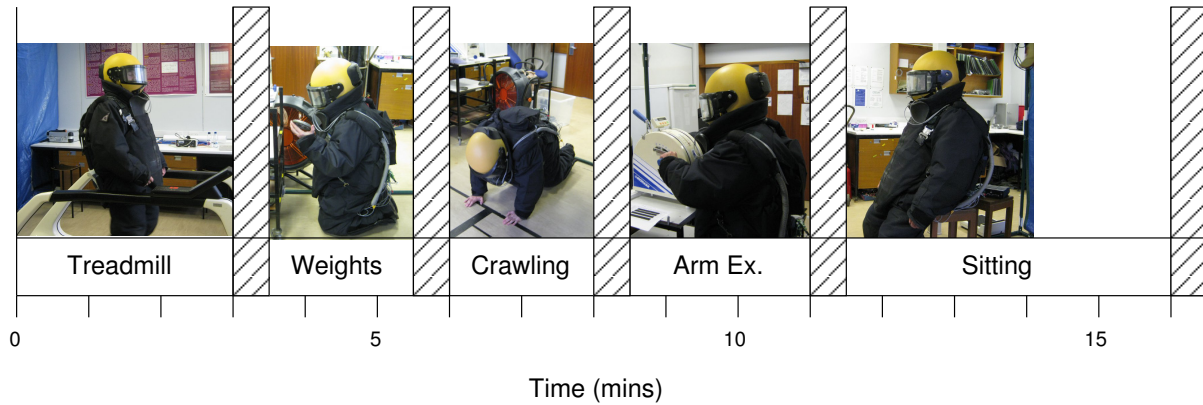 Treadmill
Weights
Crawling
Arm Ex.
Sitting
0
5
10
15
Time (mins)